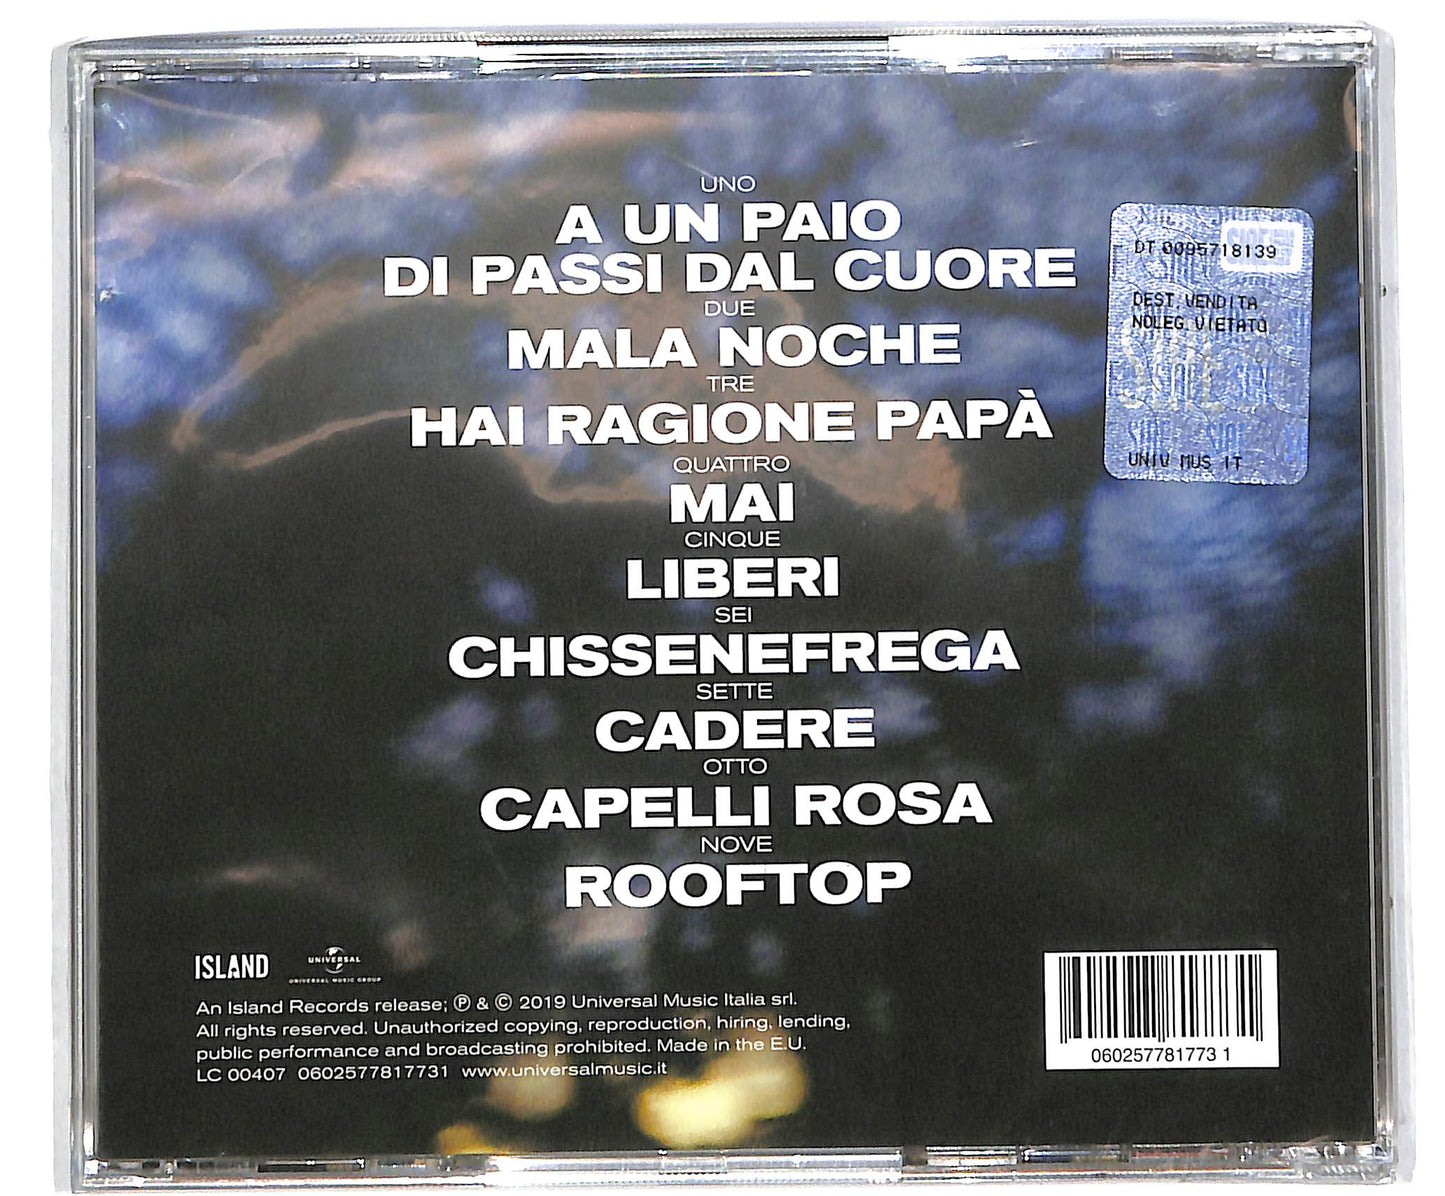 UNO
A UN PAIO
DI PASSI DAL CUORE
DUE
MALA NOCHE
TRE
HAI RAGIONE PAPÀ
QUATTRO
MAI
CINQUE
LIBERI
SEI
CHISSENEFREGA
SETTE
CADERE
OTTO
CAPELLI ROSA
NOVE
ROOFTOP
DT 0095718139
DEST VENDITA
NOLEG VIETATO
UNIV MUS IT
ISLAND
UNIVERSAL
UNIVERSAL MUSIC GROUP
An Island Records release; ℗ & © 2019 Universal Music Italia srl.
All rights reserved. Unauthorized copying, reproduction, hiring, lending,
public performance and broadcasting prohibited. Made in the E.U.
LC 00407 0602577817731 www.universalmusic.it
060257781773 1